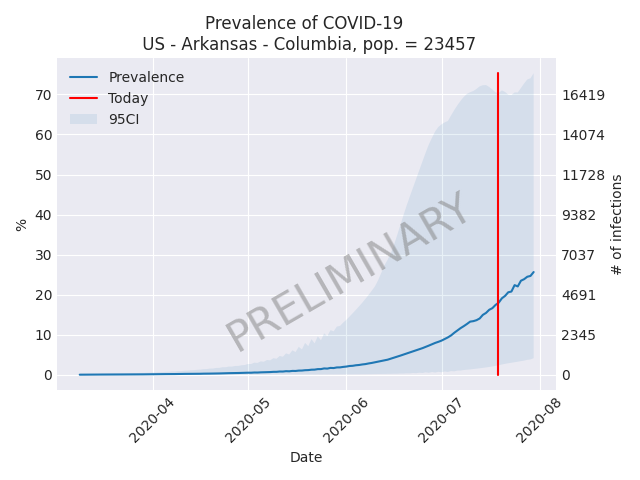 Prevalence of COVID-19
US - Arkansas - Columbia, pop. = 23457
Prevalence
Today
95CI
70
60
50
40
30
20
10
0
%
16419
14074
11728
9382
7037
4691
2345
0
# of infections
PRELIMINARY
2020-04
2020-05
2020-06
2020-07
2020-08
Date